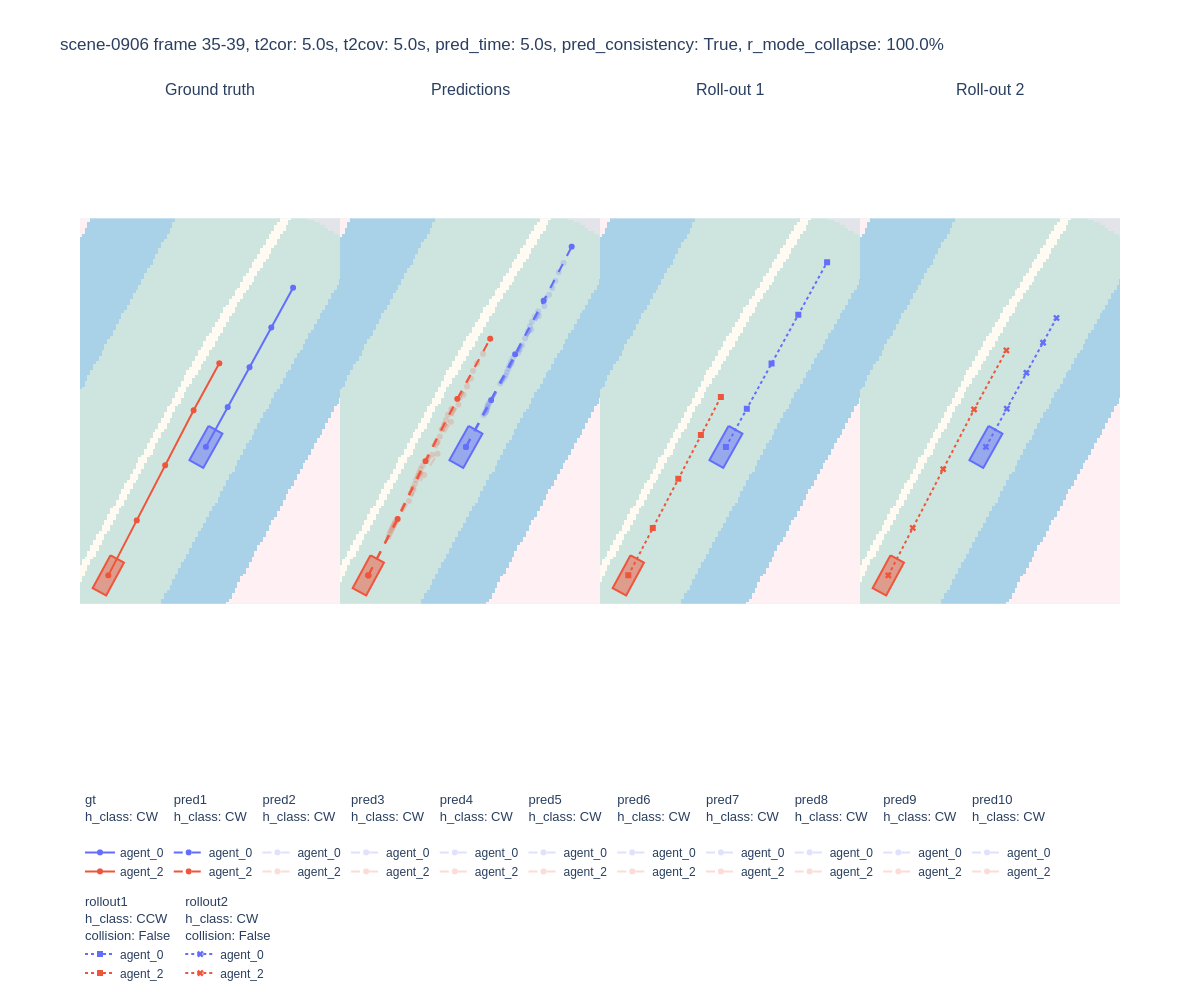 scene-0906 frame 35-39, t2cor: 5.0s, t2cov: 5.0s, pred_time: 5.0s, pred_consistency: True, r_mode_collapse: 100.0%
Ground truth Predictions Roll-out 1 Roll-out 2
gt pred1 pred2 pred3 pred4 pred5 pred6 pred7 pred8 pred9 pred10
h_class: CW h_class: CW h_class: CW h_class: CW h_class: CW h_class: CW h_class: CW h_class: CW h_class: CW h_class: CW h_class: CW
agent_0 agent_0 agent_0 agent_0 agent_0 agent_0 agent_0 agent_0 agent_0 agent_0 agent_0
agent_2 agent_2 agent_2 agent_2 agent_2 agent_2 agent_2 agent_2 agent_2 agent_2 agent_2
rollout1 rollout2
h_class: CCW h_class: CW
collision: False collision: False
agent_0 agent_0
agent_2 agent_2